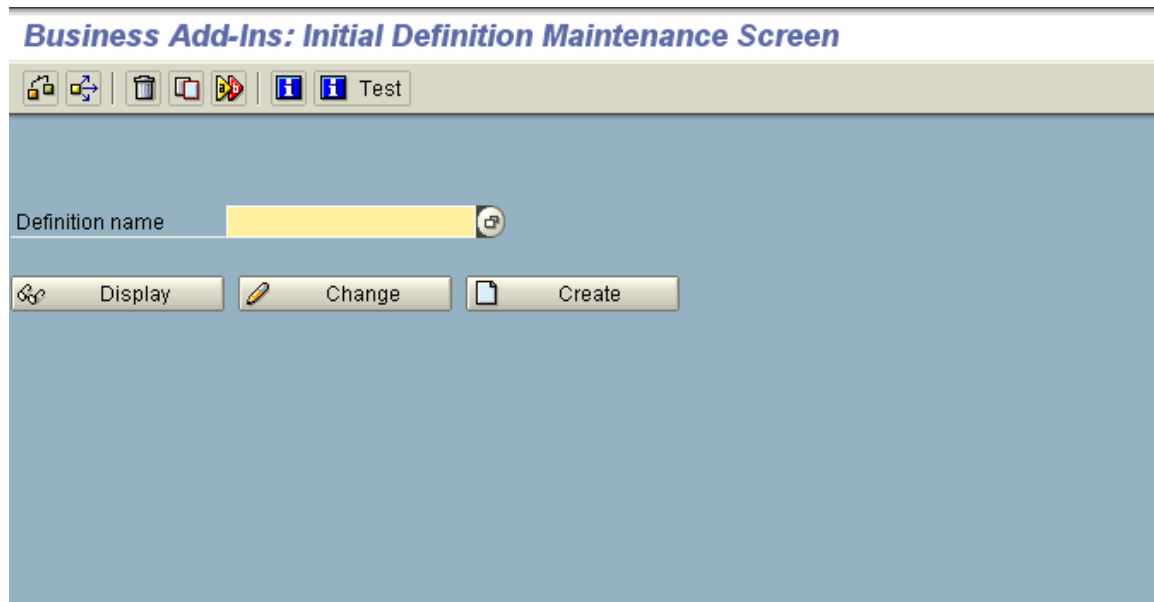 Business Add-Ins: Initial Definition Maintenance Screen
Test
Definition name
Display Change Create